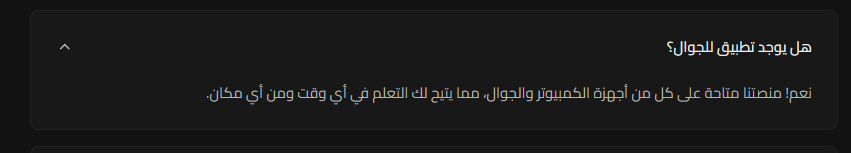 هل يوجد تطبيق للجوال؟
نعم! منصتنا متاحة على كل من أجهزة الكمبيوتر والجوال، مما يتيح لك التعلم في أي وقت ومن أي مكان.